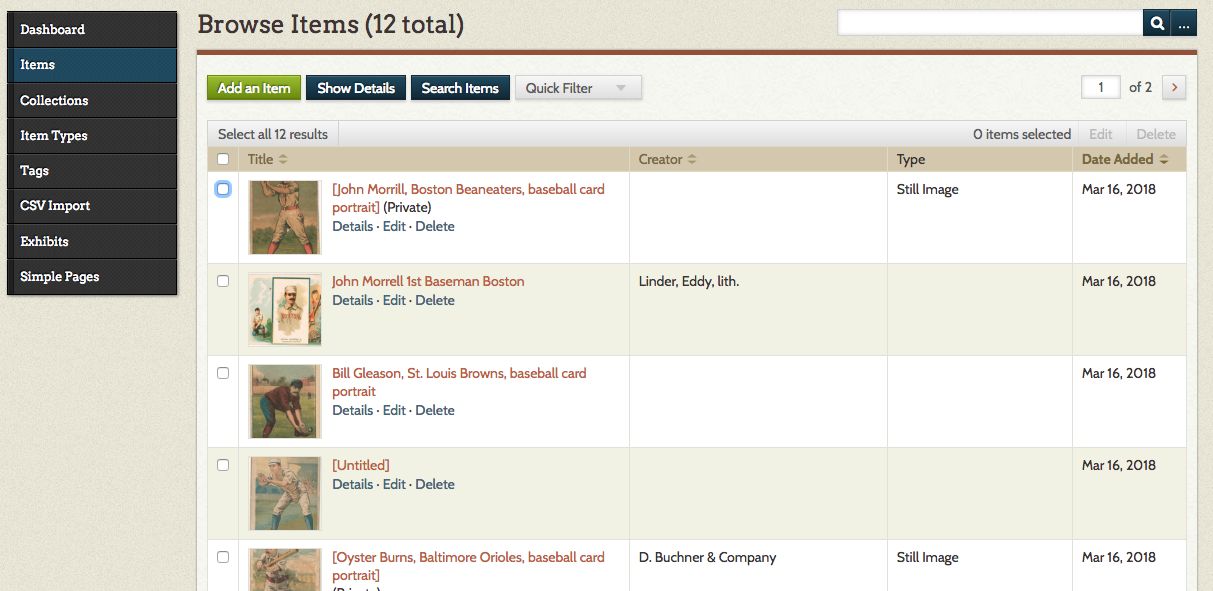 Dashboard
Items
Collections
Item Types
Tags
CSV Import
Exhibits
Simple Pages
Browse Items (12 total)
...
Add an Item
Show Details
Search Items
Quick Filter
1 of 2
Select all 12 results
0 items selected Edit Delete
Title Creator Type Date Added
[John Morrill, Boston Beaneaters, baseball card
portrait] (Private)
Details · Edit · Delete
Still Image
Mar 16, 2018
John Morrell 1st Baseman Boston
Details · Edit · Delete
Linder, Eddy, lith.
Mar 16, 2018
Bill Gleason, St. Louis Browns, baseball card
portrait
Details · Edit · Delete
Mar 16, 2018
[Untitled]
Details · Edit · Delete
Mar 16, 2018
[Oyster Burns, Baltimore Orioles, baseball card
portrait]
(Private)
D. Buchner & Company
Still Image
Mar 16, 2018